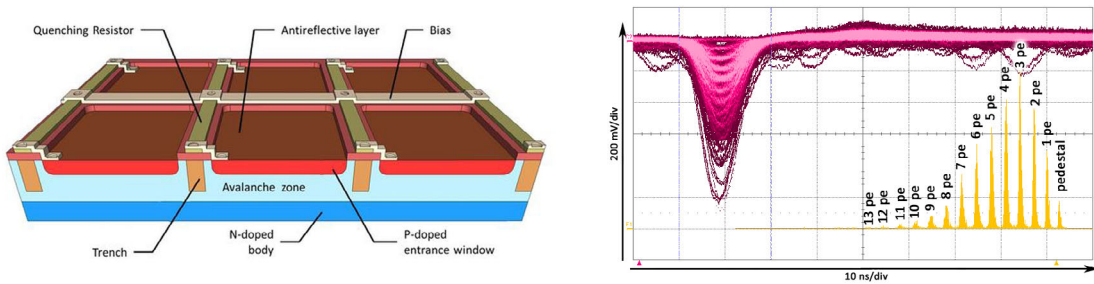 Quenching Resistor
Antireflective layer
Bias
Avalanche zone
Trench
N-doped
body
P-doped
entrance window
200 mV/div
13 pe
12 pe
11 pe
10 pe
9 pe
8 pe
7 pe
6 pe
5 pe
4 pe
3 pe
2 pe
1 pe
pedestal
10 ns/div